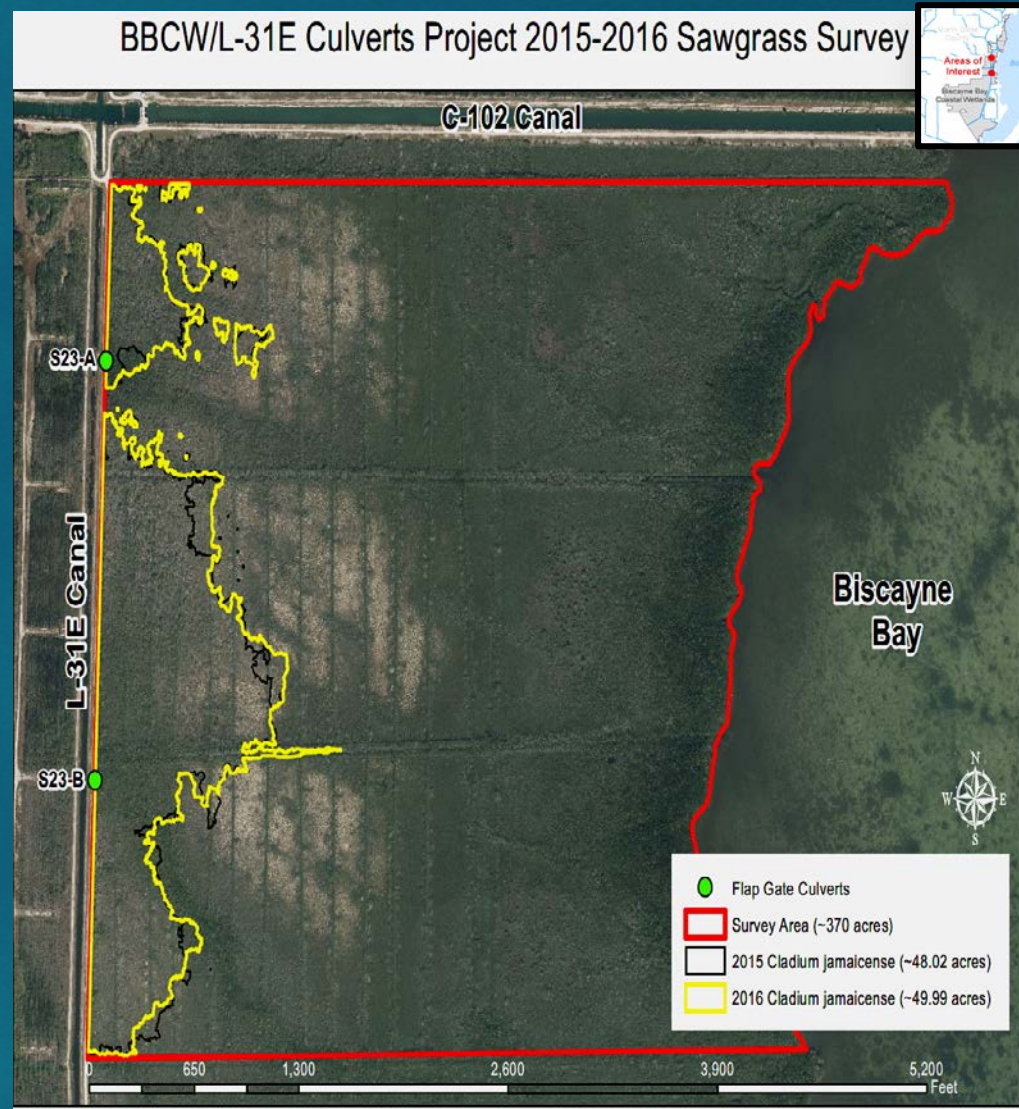 BBCW/L-31E Culverts Project 2015-2016 Sawgrass Survey
Areas of
Interest
Biscayne Bay
Coastal Wetlands
C-102 Canal
S23-A
L-31E Canal
Biscayne
Bay
S23-B
N
W
E
S
Flap Gate Culverts
Survey Area (~370 acres)
2015 Cladium jamaicense (~48.02 acres)
2016 Cladium jamaicense (~49.99 acres)
0 650 1,300 2,600 3,900 5,200
Feet